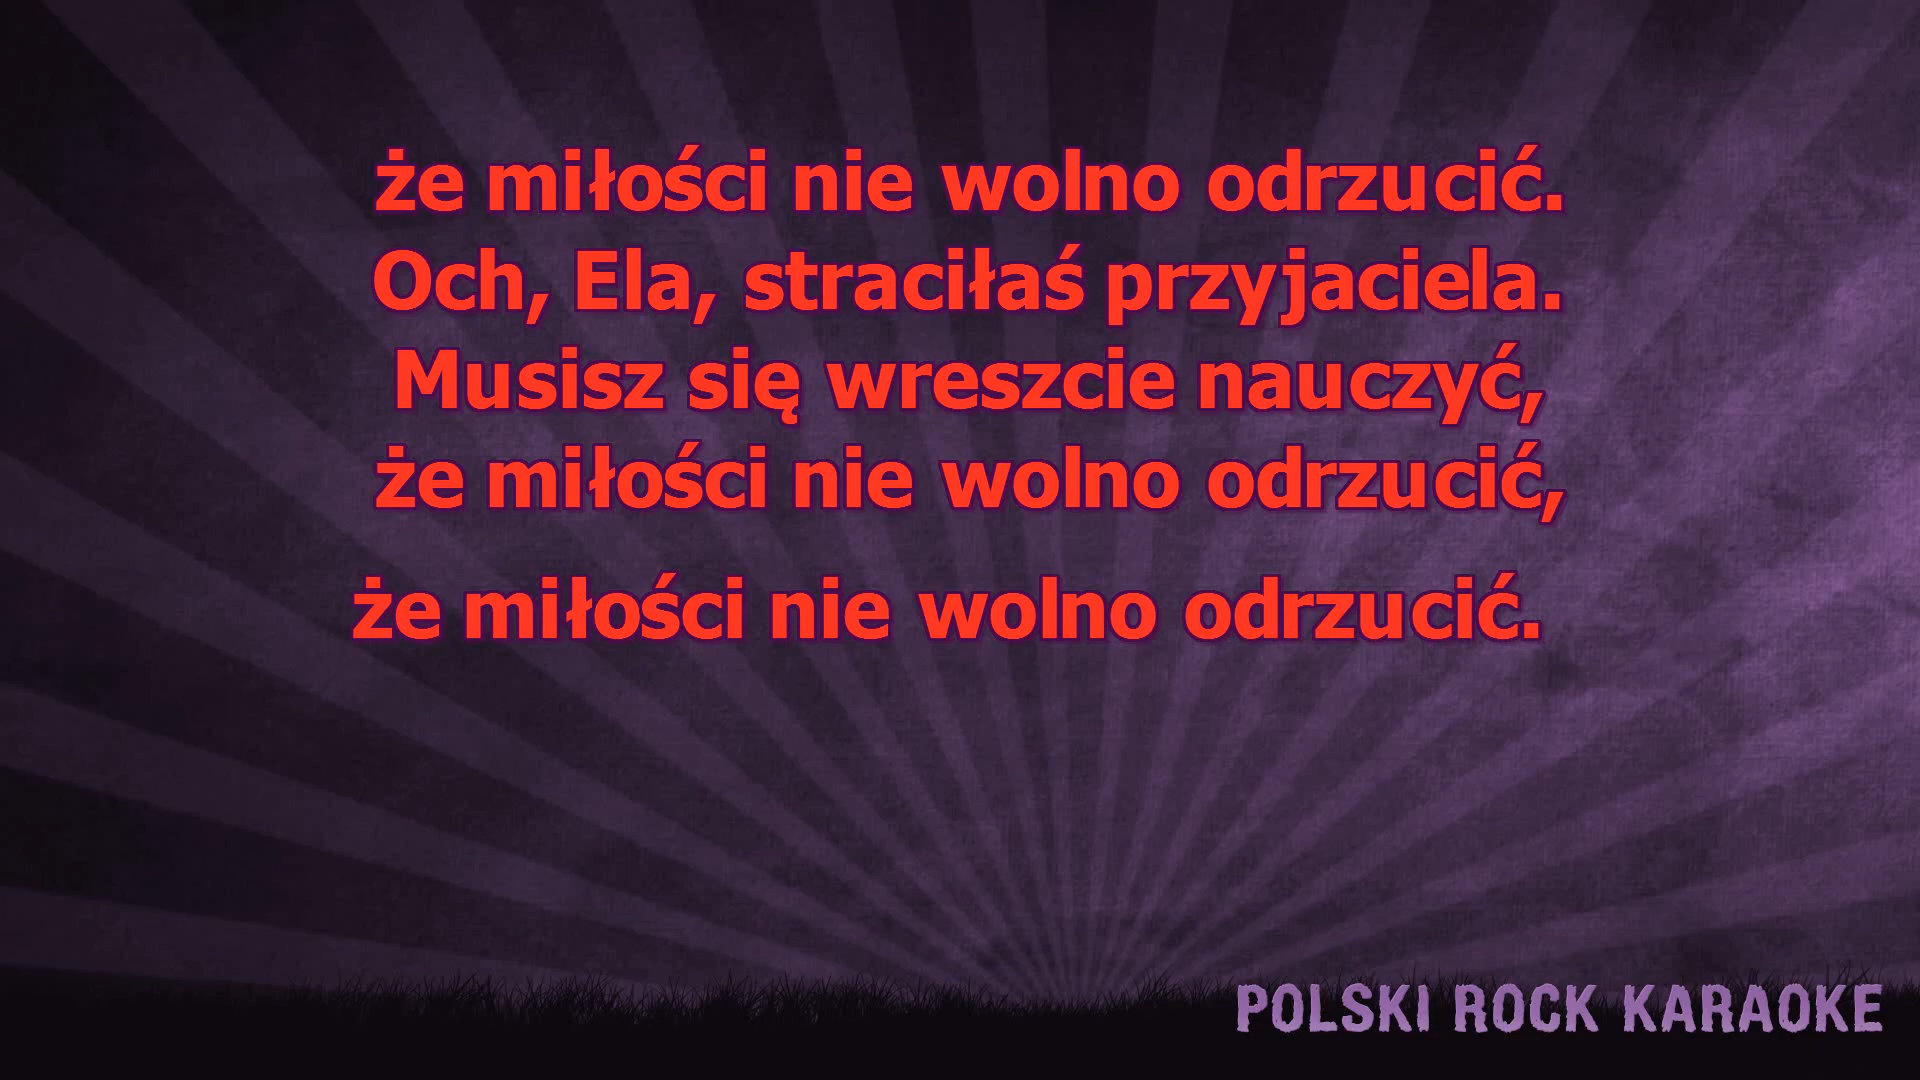 że miłości nie wolno odrzucić.
Och, Ela, straciłaś przyjaciela.
Musisz się wreszcie nauczyć,
że miłości nie wolno odrzucić,
że miłości nie wolno odrzucić.
POLSKI ROCK KARAOKE